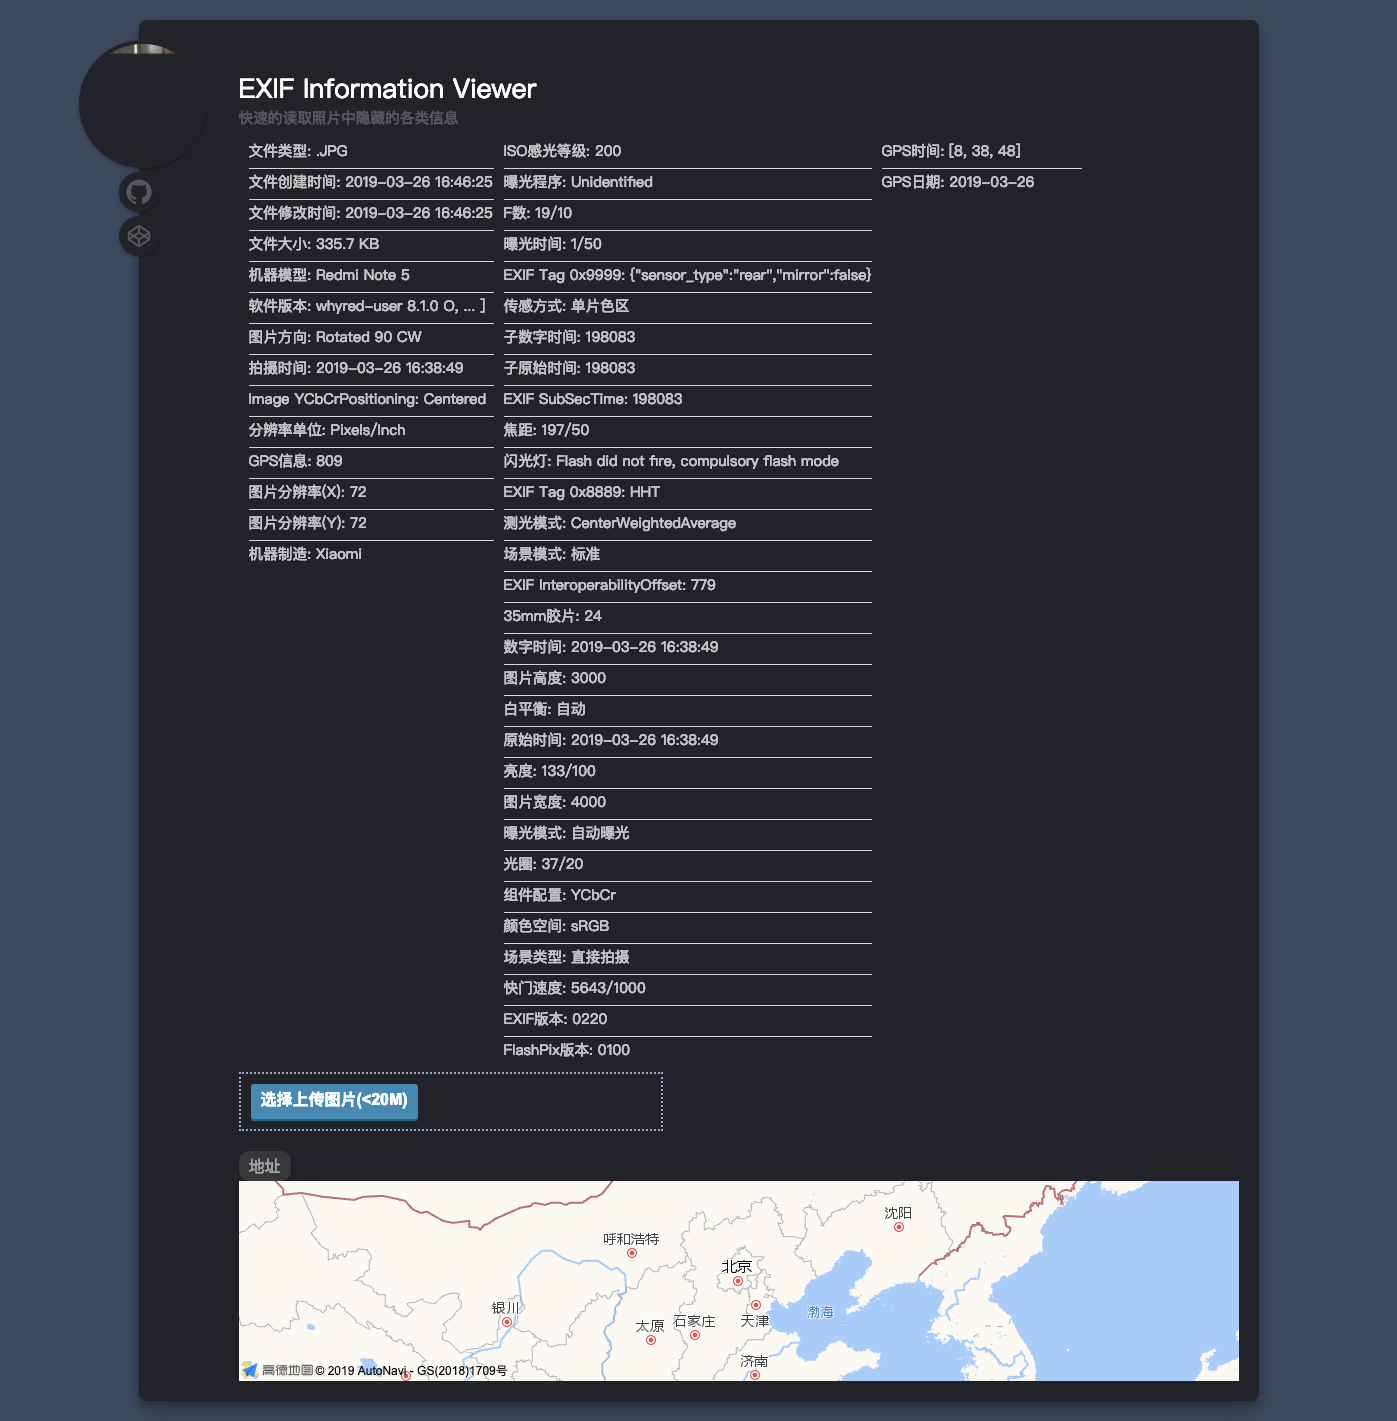 EXIF Information Viewer
快速的读取照片中隐藏的各类信息
文件类型: .JPG
文件创建时间: 2019-03-26 16:46:25
文件修改时间: 2019-03-26 16:46:25
文件大小: 335.7 KB
机器模型: Redmi Note 5
软件版本: whyred-user 8.1.0 O, ... ]
图片方向: Rotated 90 CW
拍摄时间: 2019-03-26 16:38:49
Image YCbCrPositioning: Centered
分辨率单位: Pixels/Inch
GPS信息: 809
图片分辨率(X): 72
图片分辨率(Y): 72
机器制造: Xiaomi
ISO感光等级: 200
曝光程序: Unidentified
F数: 19/10
曝光时间: 1/50
EXIF Tag 0x9999: {"sensor_type":"rear","mirror":false}
传感方式: 单片色区
子数字时间: 198083
子原始时间: 198083
EXIF SubSecTime: 198083
焦距: 197/50
闪光灯: Flash did not fire, compulsory flash mode
EXIF Tag 0x8889: HHT
测光模式: CenterWeightedAverage
场景模式: 标准
EXIF InteroperabilityOffset: 779
35mm胶片: 24
数字时间: 2019-03-26 16:38:49
图片高度: 3000
白平衡: 自动
原始时间: 2019-03-26 16:38:49
亮度: 133/100
图片宽度: 4000
曝光模式: 自动曝光
光圈: 37/20
组件配置: YCbCr
颜色空间: sRGB
场景类型: 直接拍摄
快门速度: 5643/1000
EXIF版本: 0220
FlashPix版本: 0100
GPS时间: [8, 38, 48]
GPS日期: 2019-03-26
选择上传图片(<20M)
地址
沈阳
呼和浩特
北京
银川
太原
石家庄
天津
渤海
济南
高德地图 © 2019 AutoNavi - GS(2018)1709号